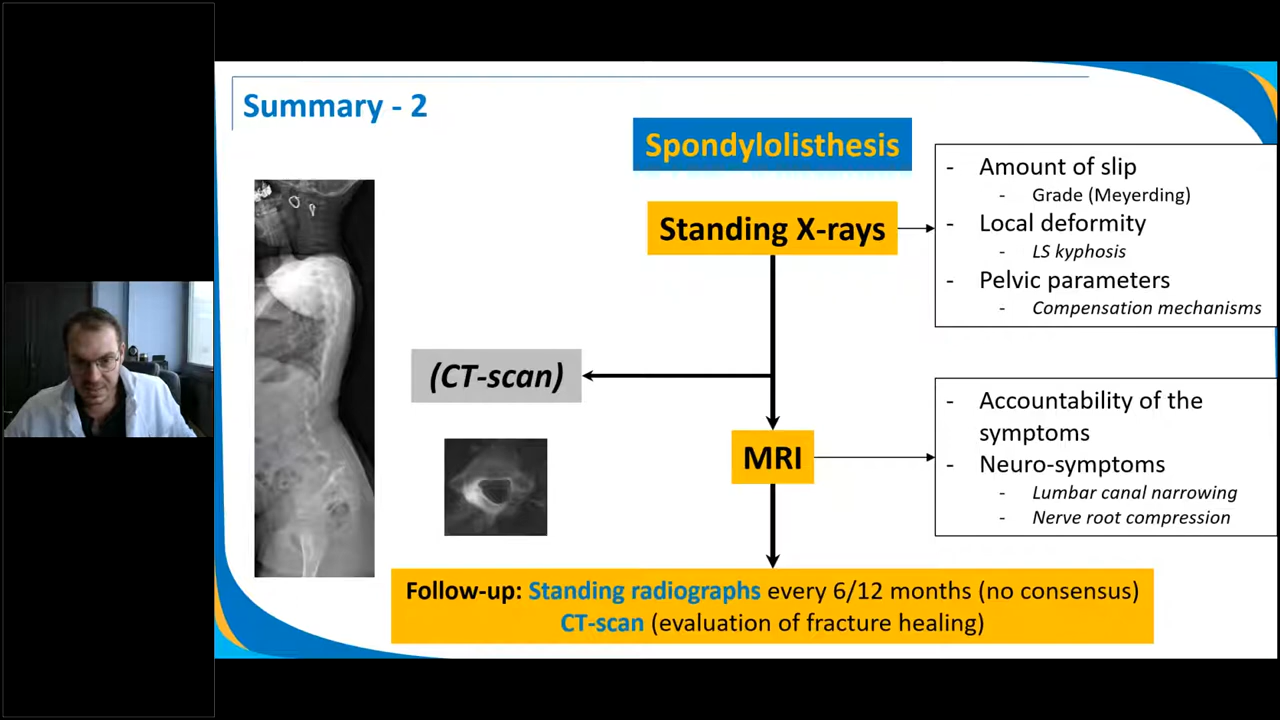 Summary - 2
Spondylolisthesis
Standing X-rays
- Amount of slip
- Grade (Meyerding)
- Local deformity
- LS kyphosis
- Pelvic parameters
- Compensation mechanisms
(CT-scan)
MRI
- Accountability of the
symptoms
- Neuro-symptoms
- Lumbar canal narrowing
- Nerve root compression
Follow-up: Standing radiographs every 6/12 months (no consensus)
CT-scan (evaluation of fracture healing)